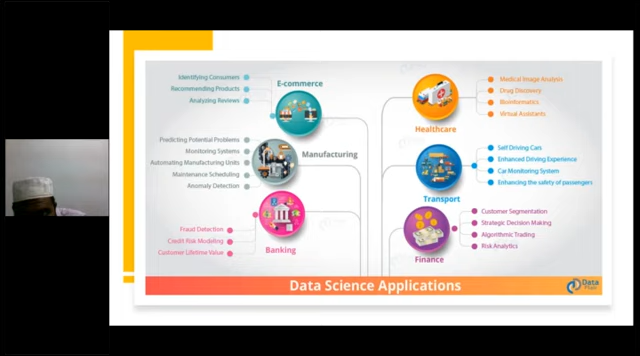 Identifying Consumers
Recommending Products
Analyzing Reviews
E-commerce
Predicting Potential Problems
Monitoring Systems
Automating Manufacturing Units
Maintenance Scheduling
Anomaly Detection
Manufacturing
Fraud Detection
Credit Risk Modeling
Customer Lifetime Value
Banking
Medical Image Analysis
Drug Discovery
Bioinformatics
Virtual Assistants
Healthcare
Self Driving Cars
Enhanced Driving Experience
Car Monitoring System
Enhancing the safety of passengers
Transport
Customer Segmentation
Strategic Decision Making
Algorithmic Trading
Risk Analytics
Finance
Data Science Applications
Data
Flair